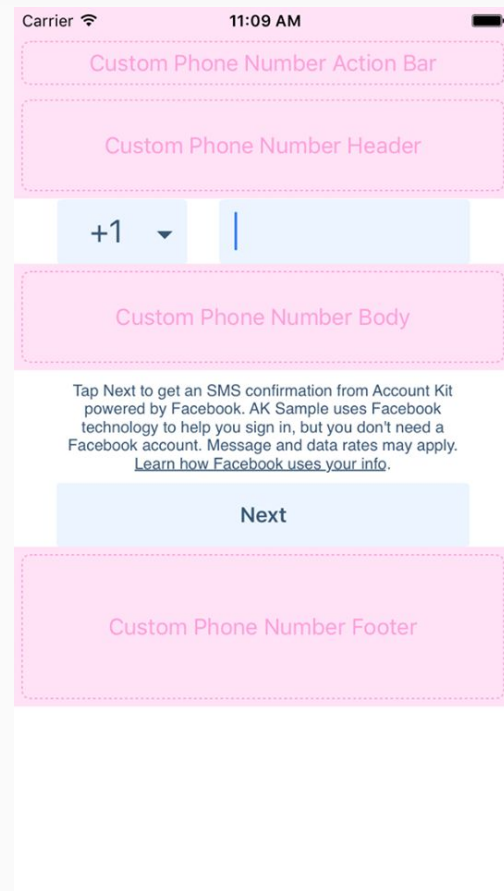 Carrier 11:09 AM
Custom Phone Number Action Bar
Custom Phone Number Header
+1
Custom Phone Number Body
Tap Next to get an SMS confirmation from Account Kit
powered by Facebook. AK Sample uses Facebook
technology to help you sign in, but you don't need a
Facebook account. Message and data rates may apply.
Learn how Facebook uses your info.
Next
Custom Phone Number Footer